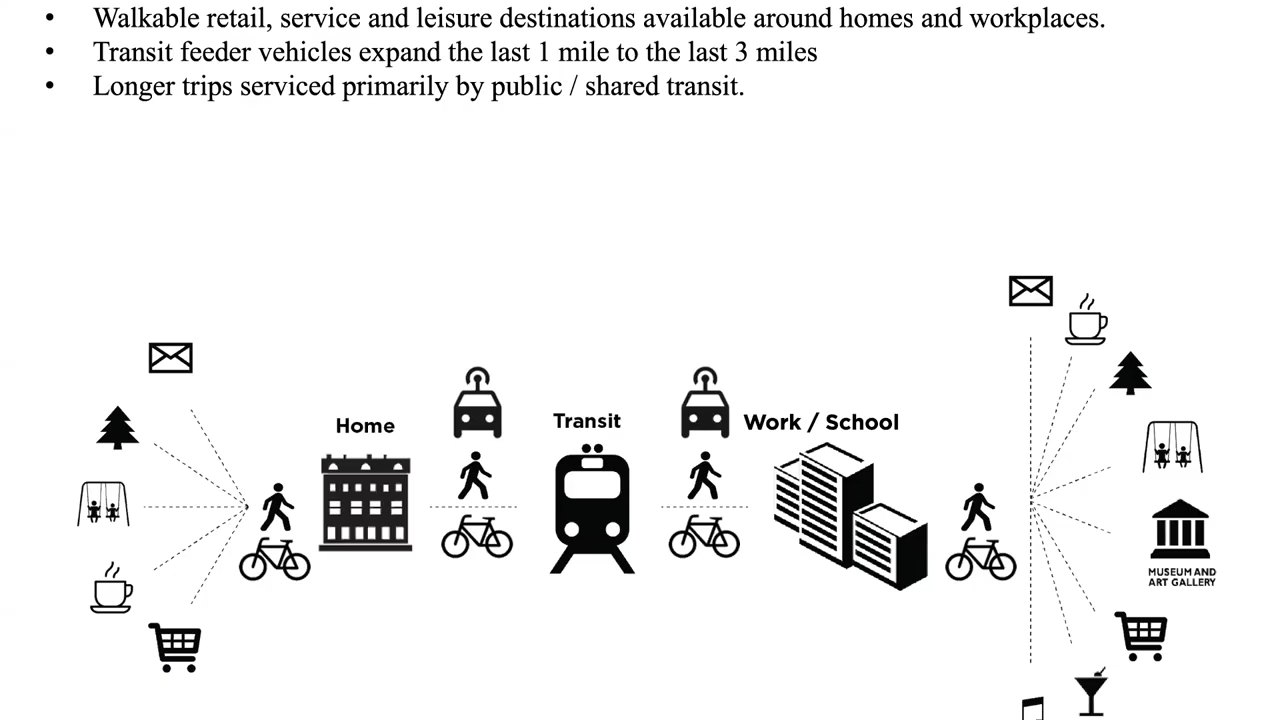 • Walkable retail, service and leisure destinations available around homes and workplaces.
• Transit feeder vehicles expand the last 1 mile to the last 3 miles
• Longer trips serviced primarily by public / shared transit.
Home
Transit
Work / School
MUSEUM AND
ART GALLERY